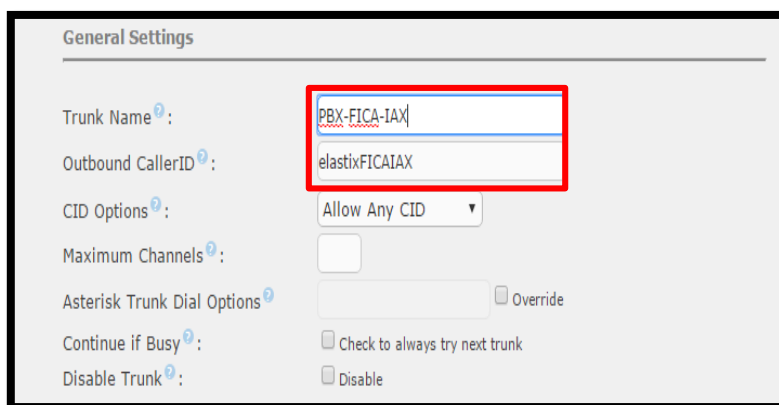 General Settings
Trunk Name?: PBX-FICA-IAX
Outbound CallerID?: elastixFICAIAX
CID Options?: Allow Any CID
Maximum Channels?:
Asterisk Trunk Dial Options? Override
Continue if Busy?: Check to always try next trunk
Disable Trunk?: Disable